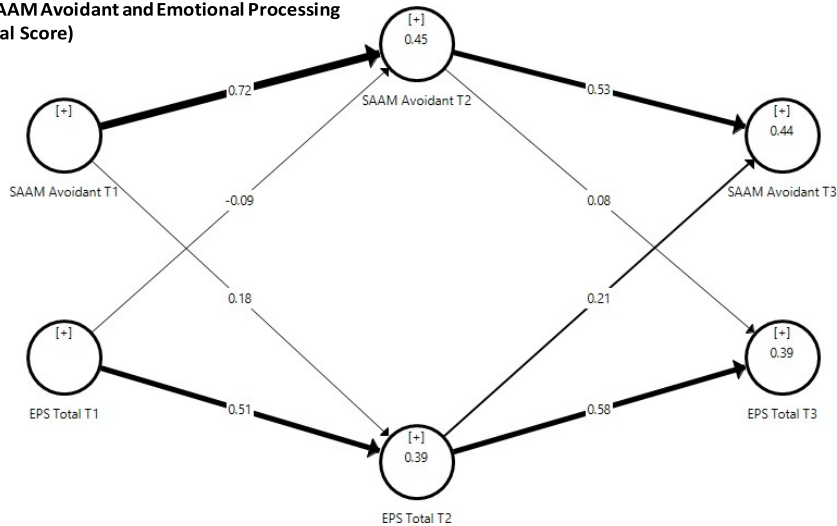 AAM Avoidant and Emotional Processing
al Score)
[+]
0.45
SAAM Avoidant T2
[+]
SAAM Avoidant T1
[+]
0.44
SAAM Avoidant T3
0.72
0.53
-0.09
0.08
0.18
0.21
[+]
EPS Total T1
[+]
0.39
EPS Total T3
0.51
0.58
[+]
0.39
EPS Total T2